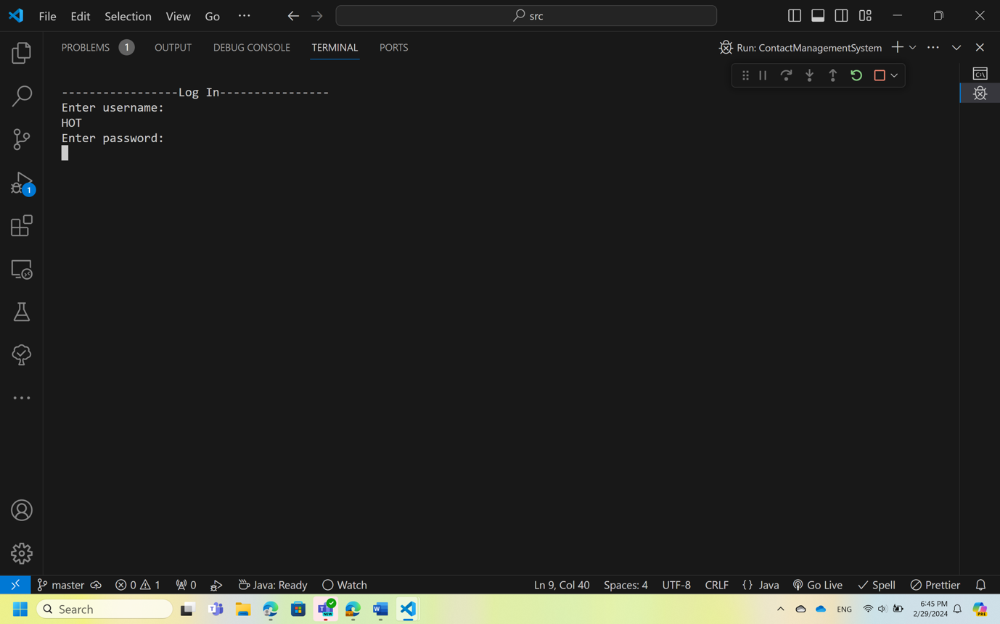 File Edit Selection View Go ··· src
PROBLEMS 1 OUTPUT DEBUG CONSOLE TERMINAL PORTS Run: ContactManagementSystem
-----------------Log In----------------
Enter username:
HOT
Enter password:
1
master 0 1 0 Java: Ready Watch Ln 9, Col 40 Spaces: 4 UTF-8 CRLF {} Java Go Live Spell Prettier
Search ENG 6:45 PM
2/29/2024